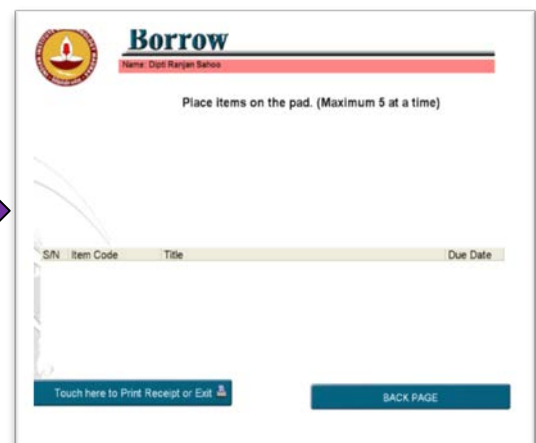 Borrow
Name: Dipti Ranjan Sahoo
Place items on the pad. (Maximum 5 at a time)
S/N Item Code Title Due Date
Touch here to Print Receipt or Exit
BACK PAGE